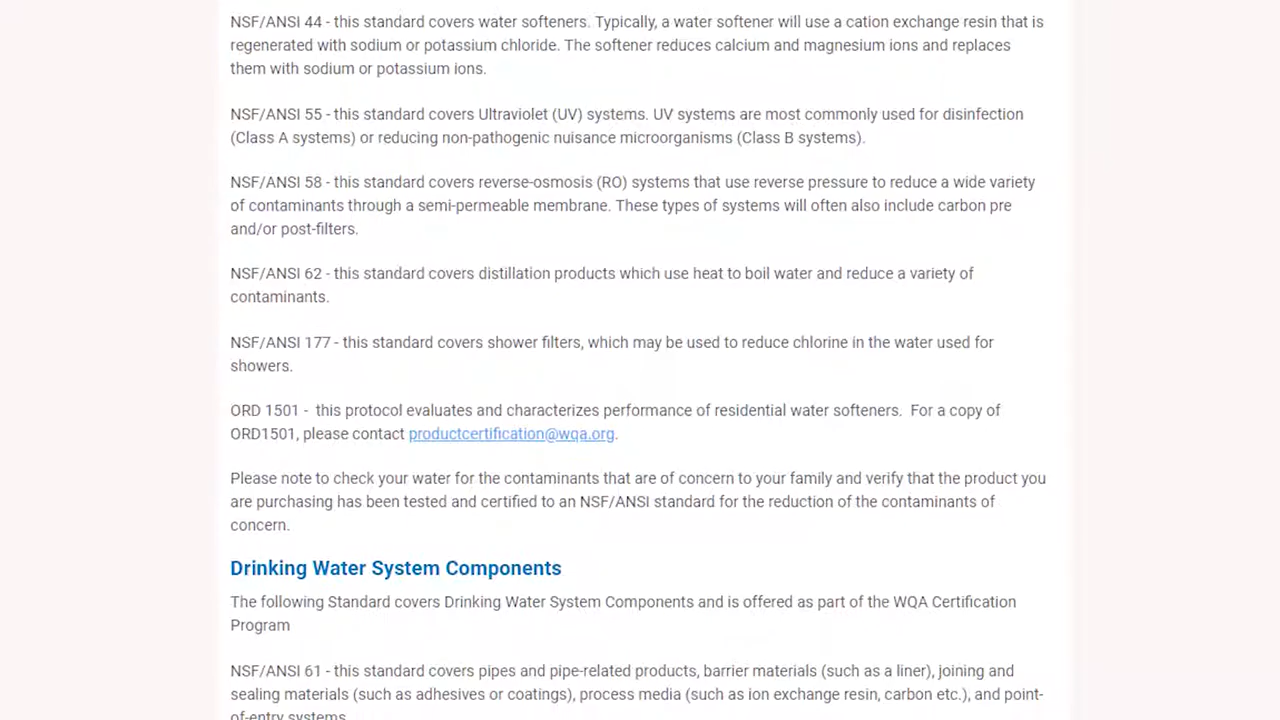 NSF/ANSI 44 - this standard covers water softeners. Typically, a water softener will use a cation exchange resin that is
regenerated with sodium or potassium chloride. The softener reduces calcium and magnesium ions and replaces
them with sodium or potassium ions.
NSF/ANSI 55 - this standard covers Ultraviolet (UV) systems. UV systems are most commonly used for disinfection
(Class A systems) or reducing non-pathogenic nuisance microorganisms (Class B systems).
NSF/ANSI 58 - this standard covers reverse-osmosis (RO) systems that use reverse pressure to reduce a wide variety
of contaminants through a semi-permeable membrane. These types of systems will often also include carbon pre
and/or post-filters.
NSF/ANSI 62 - this standard covers distillation products which use heat to boil water and reduce a variety of
contaminants.
NSF/ANSI 177 - this standard covers shower filters, which may be used to reduce chlorine in the water used for
showers.
ORD 1501 -  this protocol evaluates and characterizes performance of residential water softeners.  For a copy of
ORD1501, please contact productcertification@wqa.org.
Please note to check your water for the contaminants that are of concern to your family and verify that the product you
are purchasing has been tested and certified to an NSF/ANSI standard for the reduction of the contaminants of
concern.
Drinking Water System Components
The following Standard covers Drinking Water System Components and is offered as part of the WQA Certification
Program
NSF/ANSI 61 - this standard covers pipes and pipe-related products, barrier materials (such as a liner), joining and
sealing materials (such as adhesives or coatings), process media (such as ion exchange resin, carbon etc.), and point-
of-entry systems.